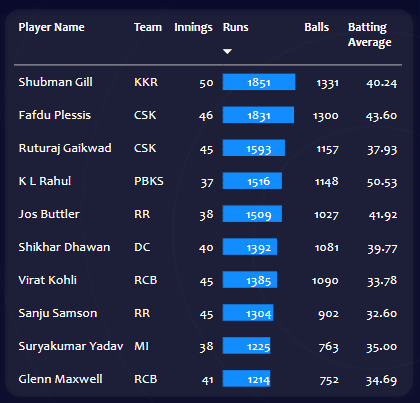 Player Name Team Innings Runs Balls Batting Average
Shubman Gill KKR 50 1851 1331 40.24
Fafdu Plessis CSK 46 1831 1300 43.60
Ruturaj Gaikwad CSK 45 1593 1157 37.93
K L Rahul PBKS 37 1516 1148 50.53
Jos Buttler RR 38 1509 1027 41.92
Shikhar Dhawan DC 40 1392 1081 39.77
Virat Kohli RCB 45 1385 1090 33.78
Sanju Samson RR 45 1304 902 32.60
Suryakumar Yadav MI 38 1225 763 35.00
Glenn Maxwell RCB 41 1214 752 34.69